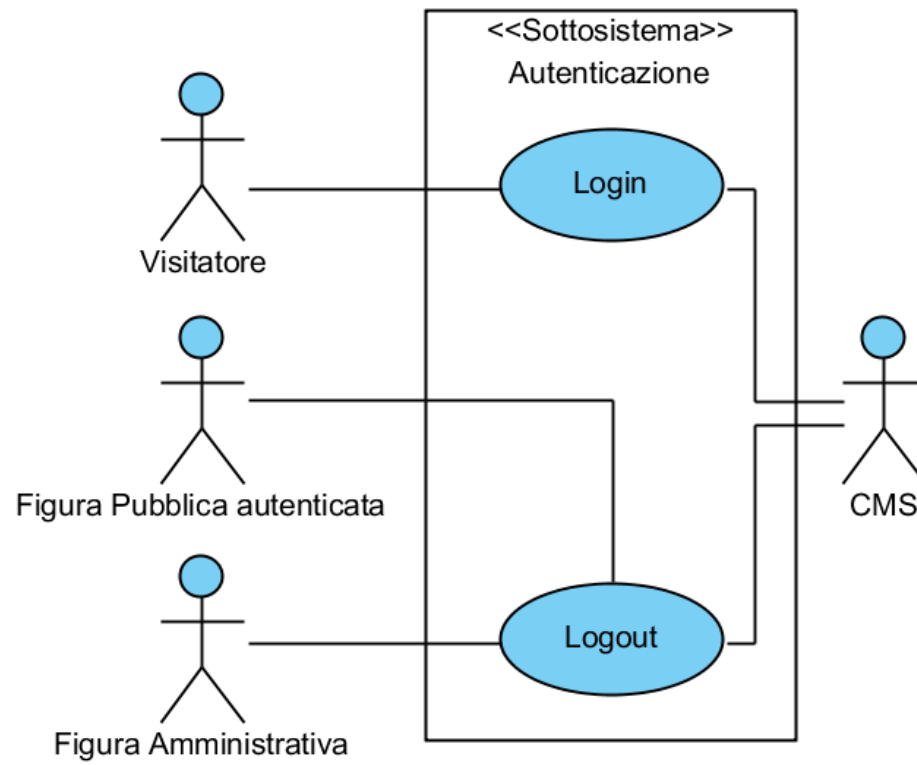 <<Sottosistema>>
Autenticazione
Login
Visitatore
Figura Pubblica autenticata
CMS
Logout
Figura Amministrativa